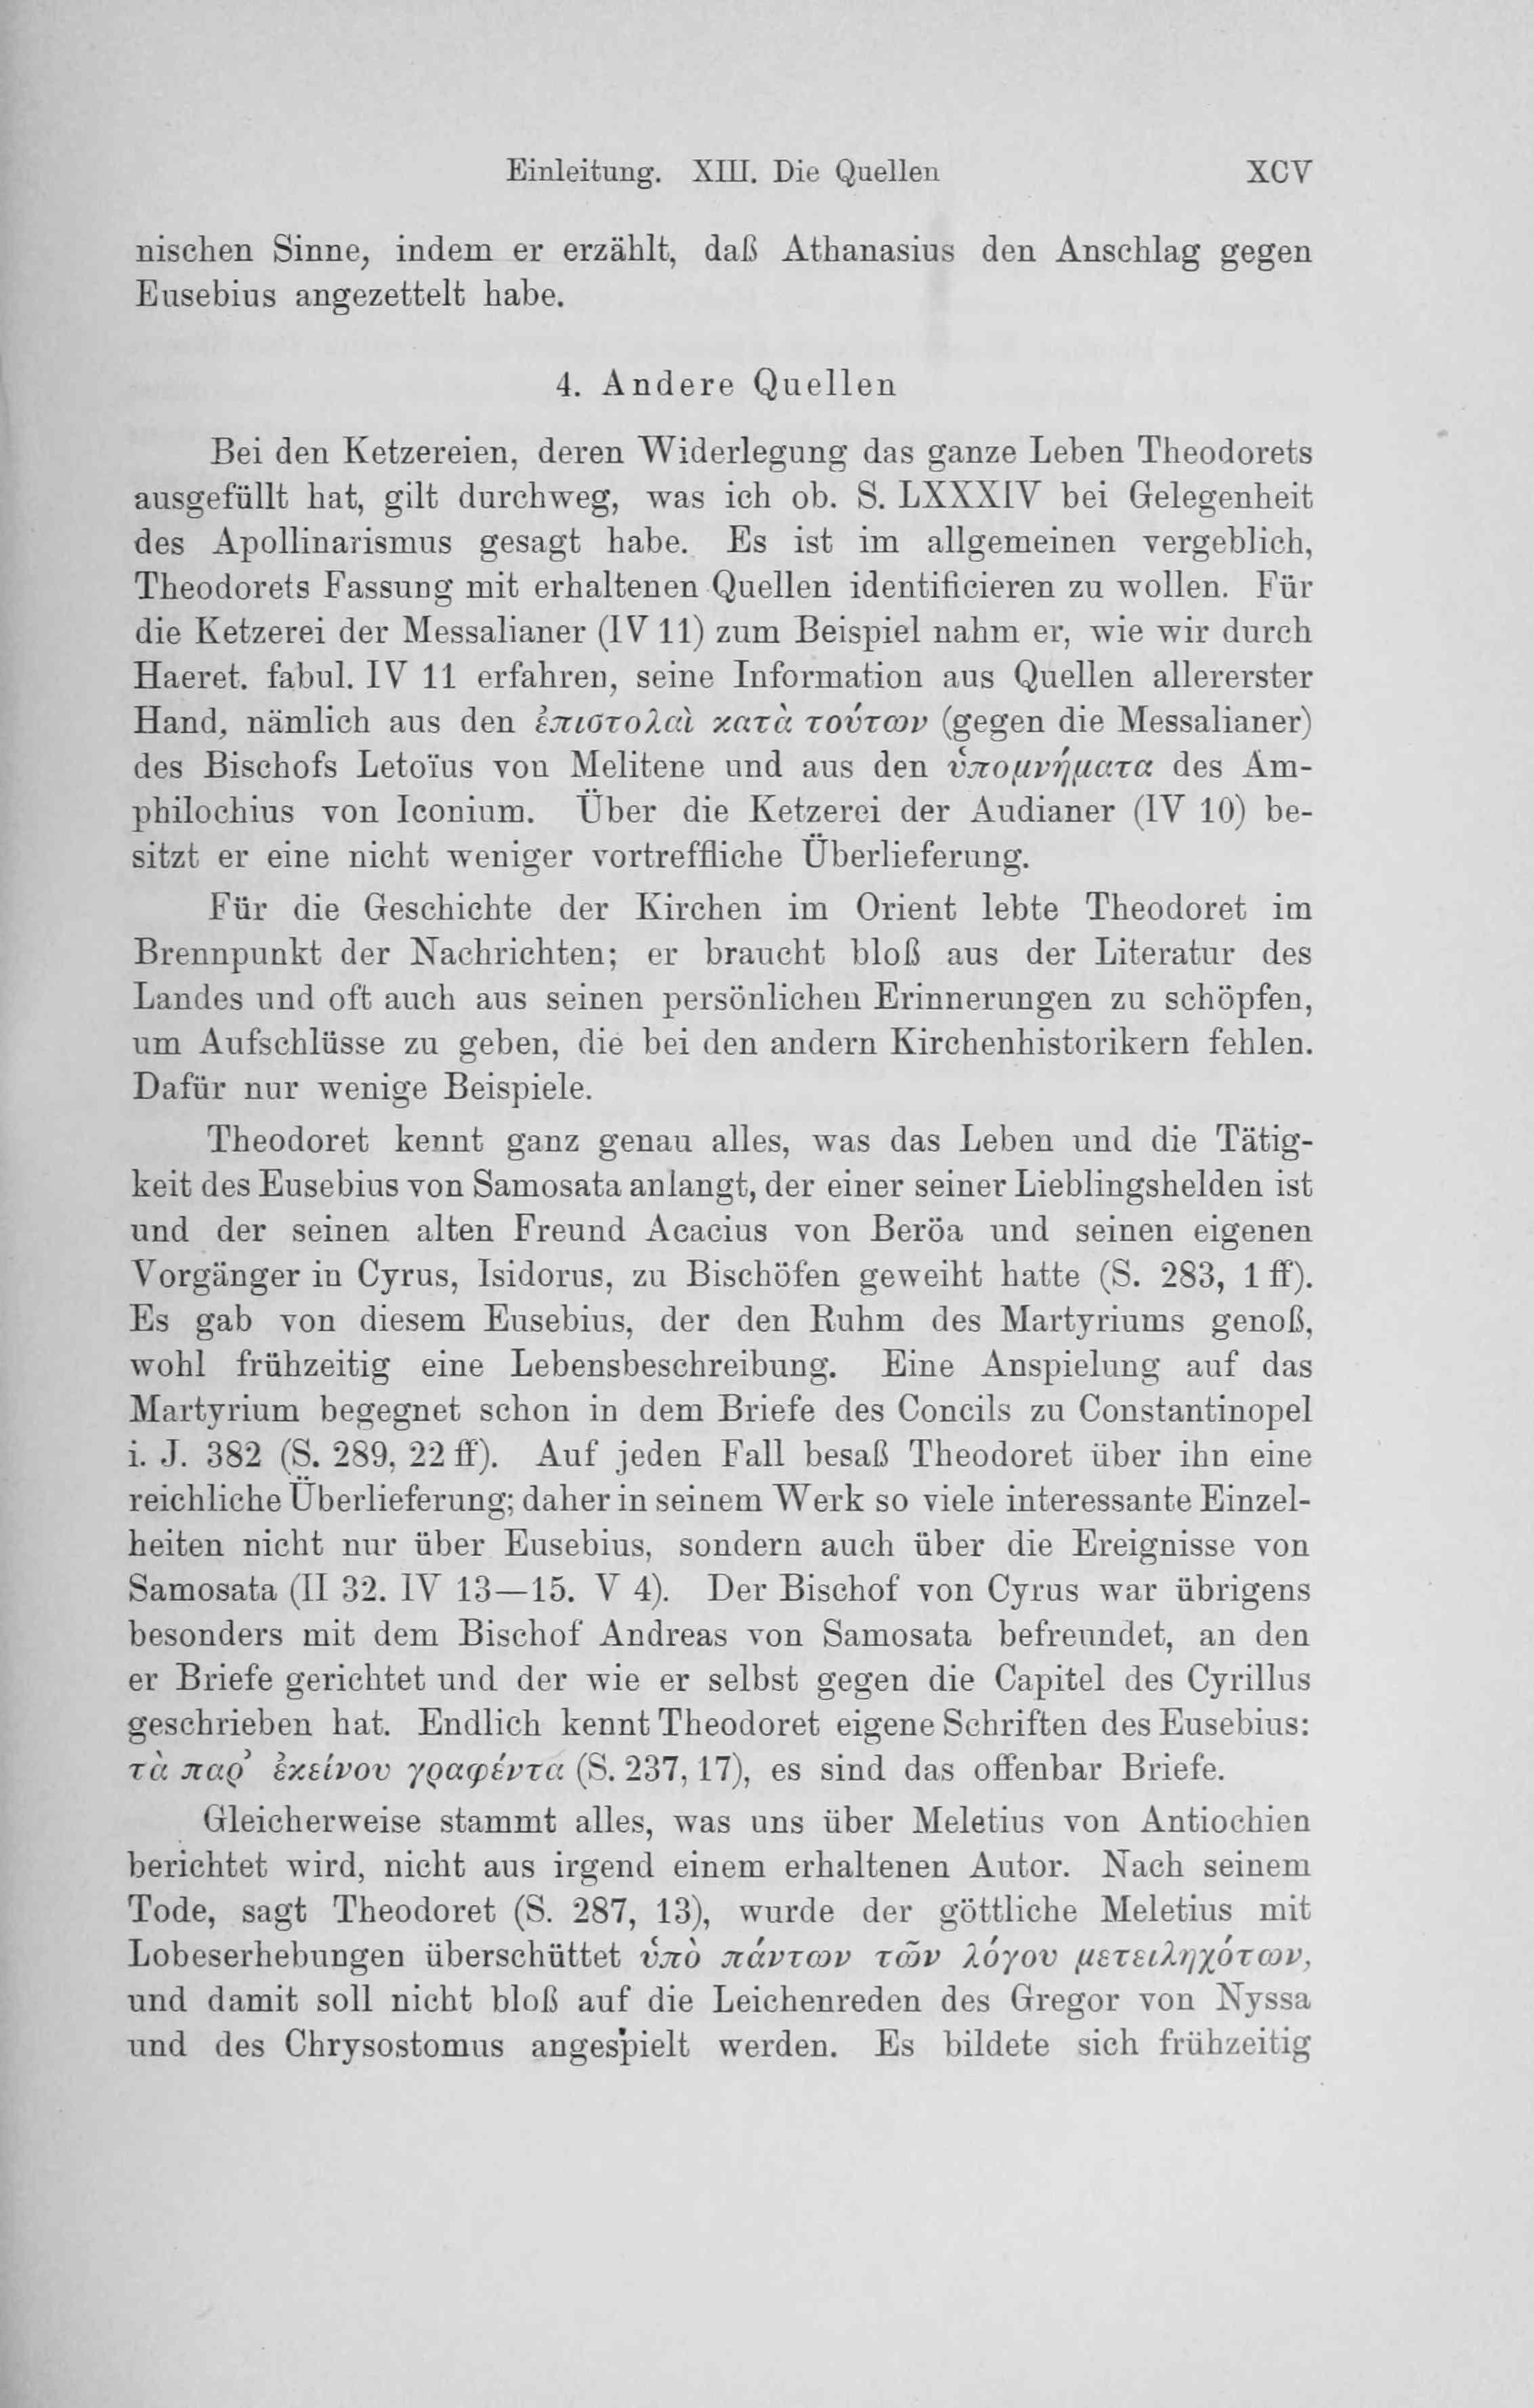 Einleitung. XIII. Die Quellen XCV
nischen Sinne, indem er erzählt, daß Athanasius den Anschlag gegen
Eusebius angezettelt habe.
4. Andere Quellen
Bei den Ketzereien, deren Widerlegung das ganze Leben Theodorets
ausgefüllt hat, gilt durchweg, was ich ob. S. LXXXIV bei Gelegenheit
des Apollinarismus gesagt habe. Es ist im allgemeinen vergeblich,
Theodorets Fassung mit erhaltenen Quellen identificieren zu wollen. Für
die Ketzerei der Messalianer (IV 11) zum Beispiel nahm er, wie wir durch
Haeret. fabul. IV 11 erfahren, seine Information aus Quellen allererster
Hand, nämlich aus den ἐπιστολαὶ κατὰ τούτων (gegen die Messalianer)
des Bischofs Letoïus von Melitene und aus den ὑπομνήματα des Am-
philochius von Iconium. Über die Ketzerei der Audianer (IV 10) be-
sitzt er eine nicht weniger vortreffliche Überlieferung.
Für die Geschichte der Kirchen im Orient lebte Theodoret im
Brennpunkt der Nachrichten; er braucht bloß aus der Literatur des
Landes und oft auch aus seinen persönlichen Erinnerungen zu schöpfen,
um Aufschlüsse zu geben, die bei den andern Kirchenhistorikern fehlen.
Dafür nur wenige Beispiele.
Theodoret kennt ganz genau alles, was das Leben und die Tätig-
keit des Eusebius von Samosata anlangt, der einer seiner Lieblingshelden ist
und der seinen alten Freund Acacius von Beröa und seinen eigenen
Vorgänger in Cyrus, Isidorus, zu Bischöfen geweiht hatte (S. 283, 1 ff).
Es gab von diesem Eusebius, der den Ruhm des Martyriums genoß,
wohl frühzeitig eine Lebensbeschreibung. Eine Anspielung auf das
Martyrium begegnet schon in dem Briefe des Concils zu Constantinopel
i. J. 382 (S. 289, 22 ff). Auf jeden Fall besaß Theodoret über ihn eine
reichliche Überlieferung; daher in seinem Werk so viele interessante Einzel-
heiten nicht nur über Eusebius, sondern auch über die Ereignisse von
Samosata (II 32. IV 13—15. V 4). Der Bischof von Cyrus war übrigens
besonders mit dem Bischof Andreas von Samosata befreundet, an den
er Briefe gerichtet und der wie er selbst gegen die Capitel des Cyrillus
geschrieben hat. Endlich kennt Theodoret eigene Schriften des Eusebius:
τὰ παρ' ἐκείνου γραφέντα (S. 237, 17), es sind das offenbar Briefe.
Gleicherweise stammt alles, was uns über Meletius von Antiochien
berichtet wird, nicht aus irgend einem erhaltenen Autor. Nach seinem
Tode, sagt Theodoret (S. 287, 13), wurde der göttliche Meletius mit
Lobeserhebungen überschüttet ὑπὸ πάντων τῶν λόγου μετειληχότων,
und damit soll nicht bloß auf die Leichenreden des Gregor von Nyssa
und des Chrysostomus angespielt werden. Es bildete sich frühzeitig